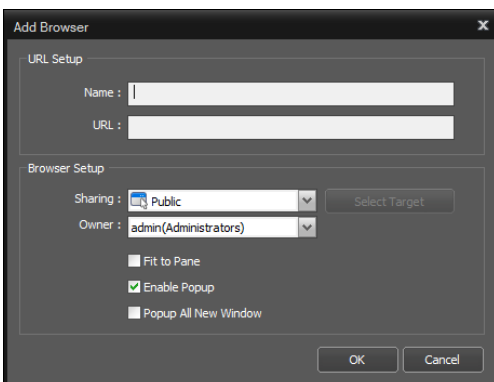 Add Browser
URL Setup
Name :
URL :
Browser Setup
Sharing : Public Select Target
Owner : admin(Administrators)
Fit to Pane
Enable Popup
Popup All New Window
OK Cancel